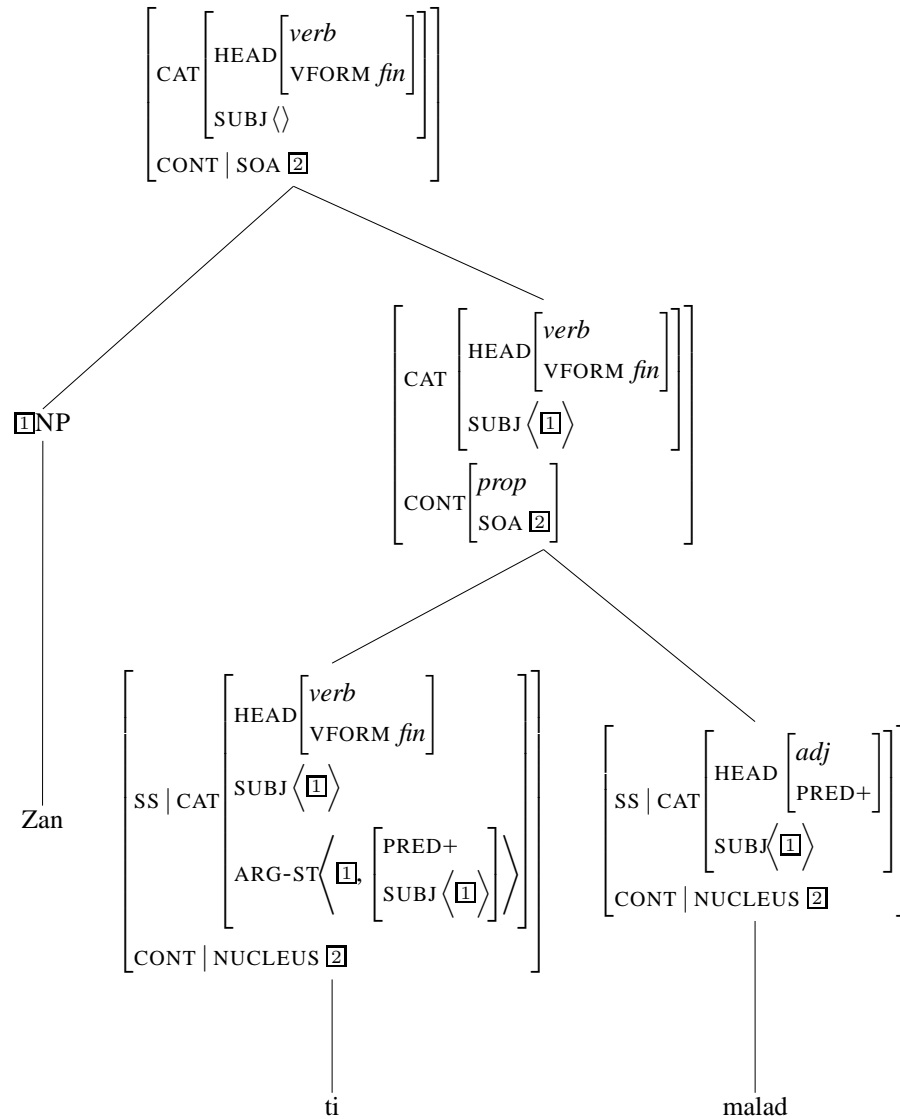 HEAD verb
VFORM fin
CAT
SUBJ ⟨⟩
CONT | SOA 2
HEAD verb
VFORM fin
CAT
SUBJ ⟨1⟩
1NP
CONT prop
SOA 2
HEAD verb
VFORM fin
SUBJ ⟨1⟩
SS | CAT
ARG-ST⟨1, PRED+
SUBJ ⟨1⟩⟩
CONT | NUCLEUS 2
HEAD adj
PRED+
SS | CAT
SUBJ⟨1⟩
CONT | NUCLEUS 2
Zan
ti
malad